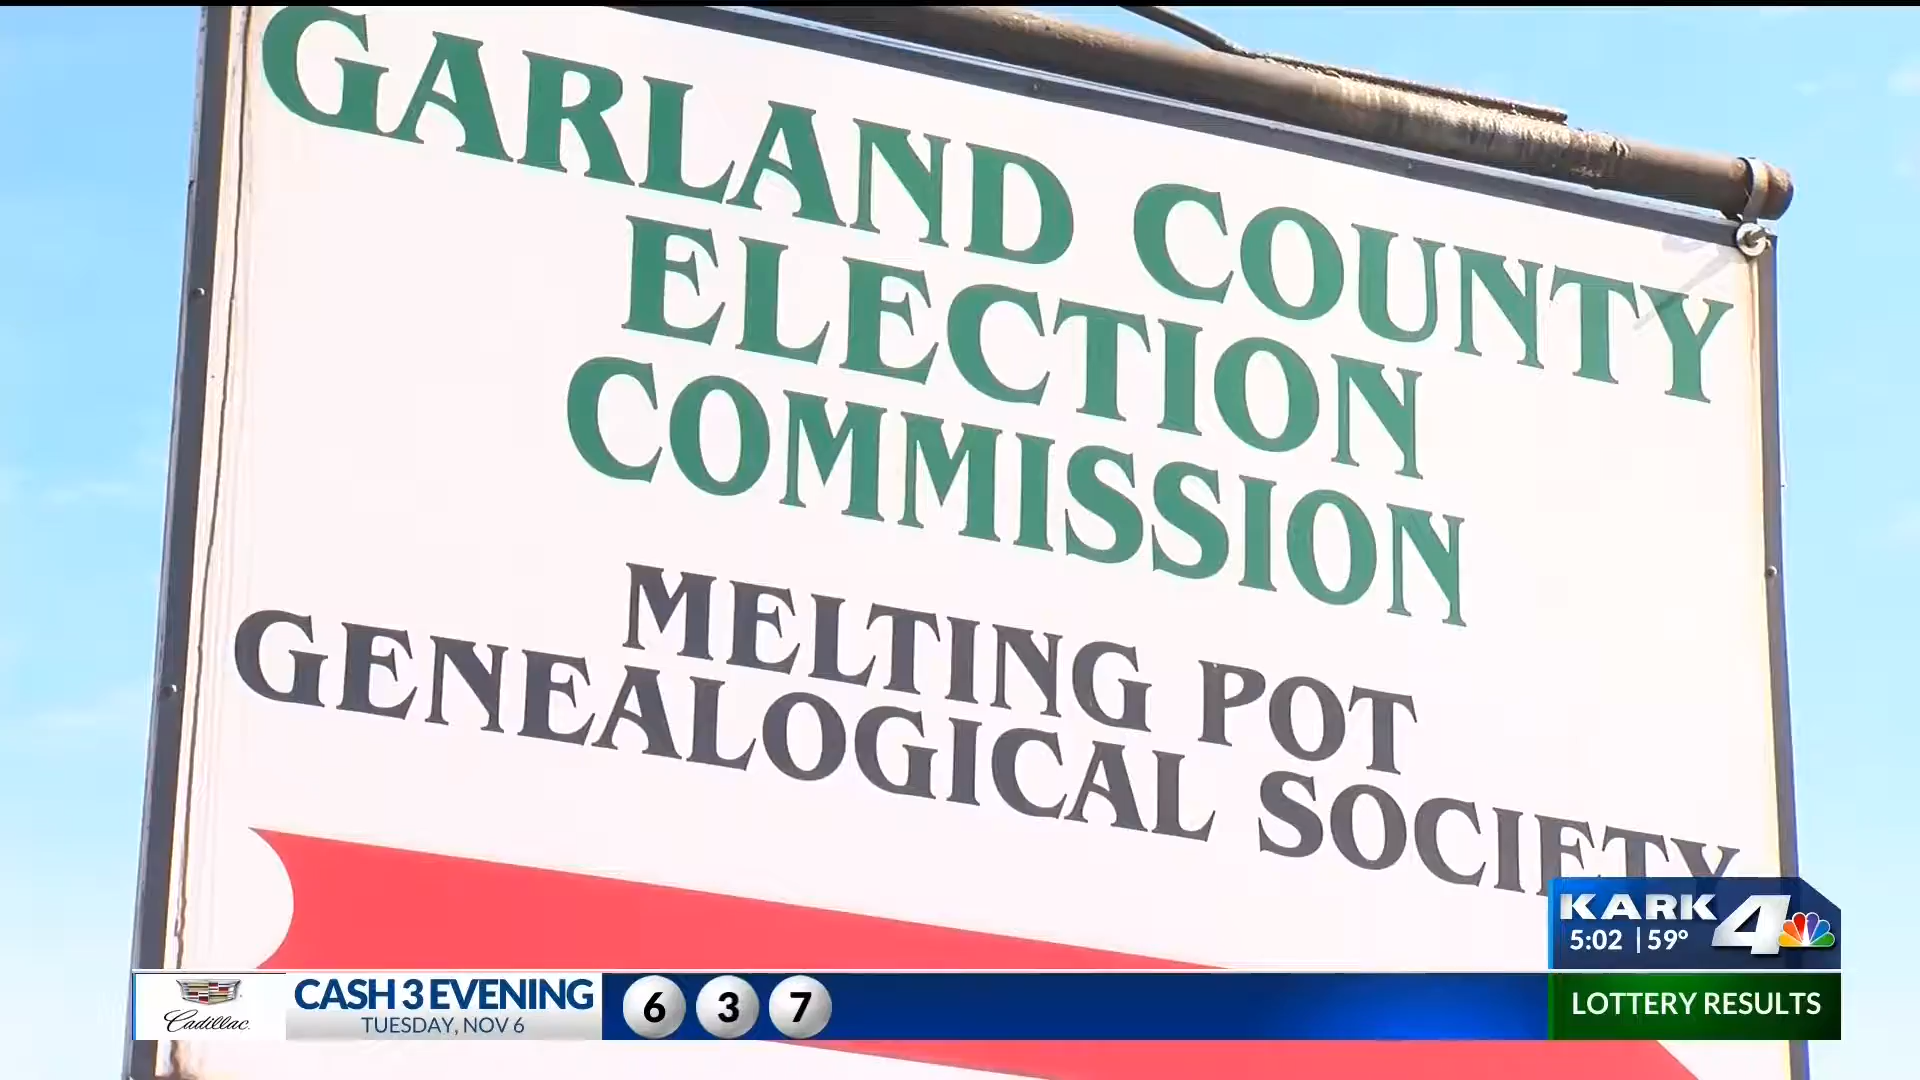 GARLAND COUNTY
ELECTION
COMMISSION
MELTING POT
GENEALOGICAL SOCIETY
KARK 4
5:02 | 59°
Cadillac
CASH 3 EVENING
TUESDAY, NOV 6
6 3 7
LOTTERY RESULTS